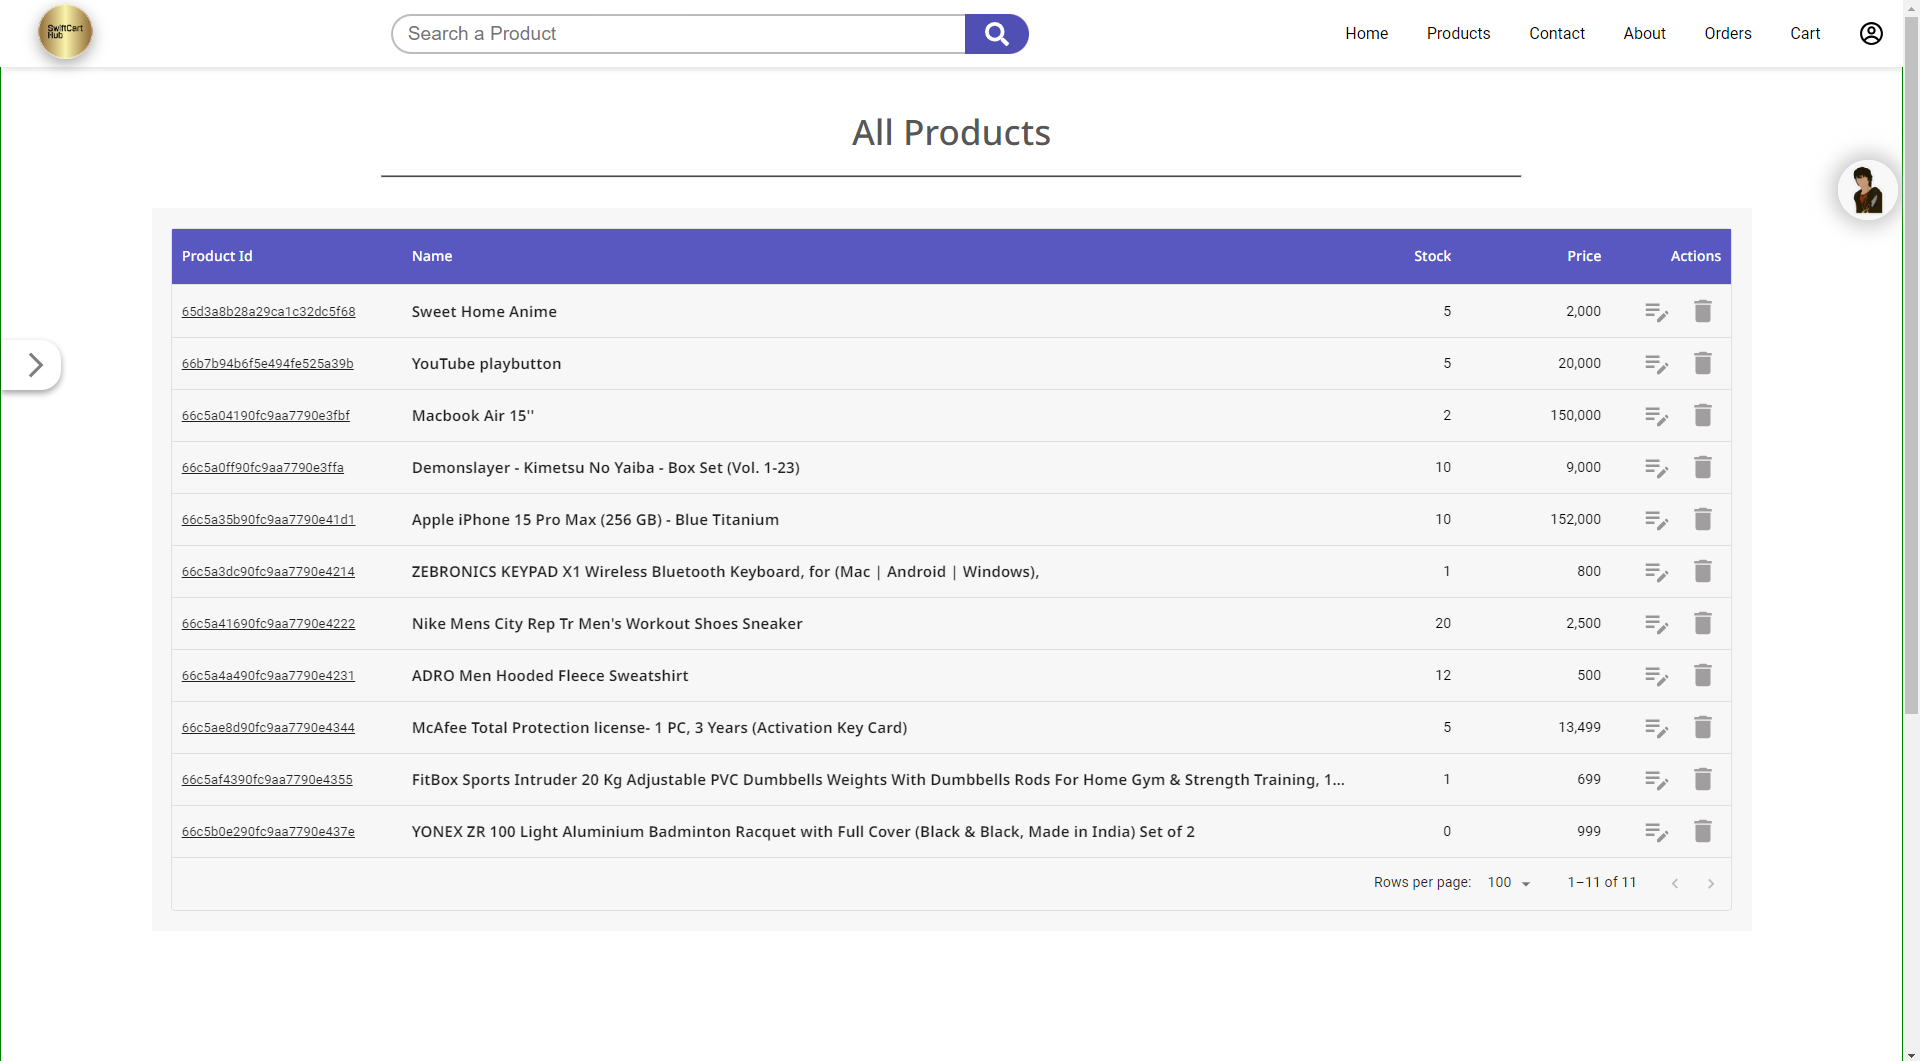 SwiftCart
Hub
Search a Product
Home Products Contact About Orders Cart
All Products
Product Id Name Stock Price Actions
65d3a8b28a29ca1c32dc5f68 Sweet Home Anime 5 2,000
66b7b94b6f5e494fe525a39b YouTube playbutton 5 20,000
66c5a04190fc9aa7790e3fbf Macbook Air 15'' 2 150,000
66c5a0ff90fc9aa7790e3ffa Demonslayer - Kimetsu No Yaiba - Box Set (Vol. 1-23) 10 9,000
66c5a35b90fc9aa7790e41d1 Apple iPhone 15 Pro Max (256 GB) - Blue Titanium 10 152,000
66c5a3dc90fc9aa7790e4214 ZEBRONICS KEYPAD X1 Wireless Bluetooth Keyboard, for (Mac | Android | Windows), 1 800
66c5a41690fc9aa7790e4222 Nike Mens City Rep Tr Men's Workout Shoes Sneaker 20 2,500
66c5a4a490fc9aa7790e4231 ADRO Men Hooded Fleece Sweatshirt 12 500
66c5ae8d90fc9aa7790e4344 McAfee Total Protection license- 1 PC, 3 Years (Activation Key Card) 5 13,499
66c5af4390fc9aa7790e4355 FitBox Sports Intruder 20 Kg Adjustable PVC Dumbbells Weights With Dumbbells Rods For Home Gym & Strength Training, 1... 1 699
66c5b0e290fc9aa7790e437e YONEX ZR 100 Light Aluminium Badminton Racquet with Full Cover (Black & Black, Made in India) Set of 2 0 999
Rows per page: 100 1–11 of 11